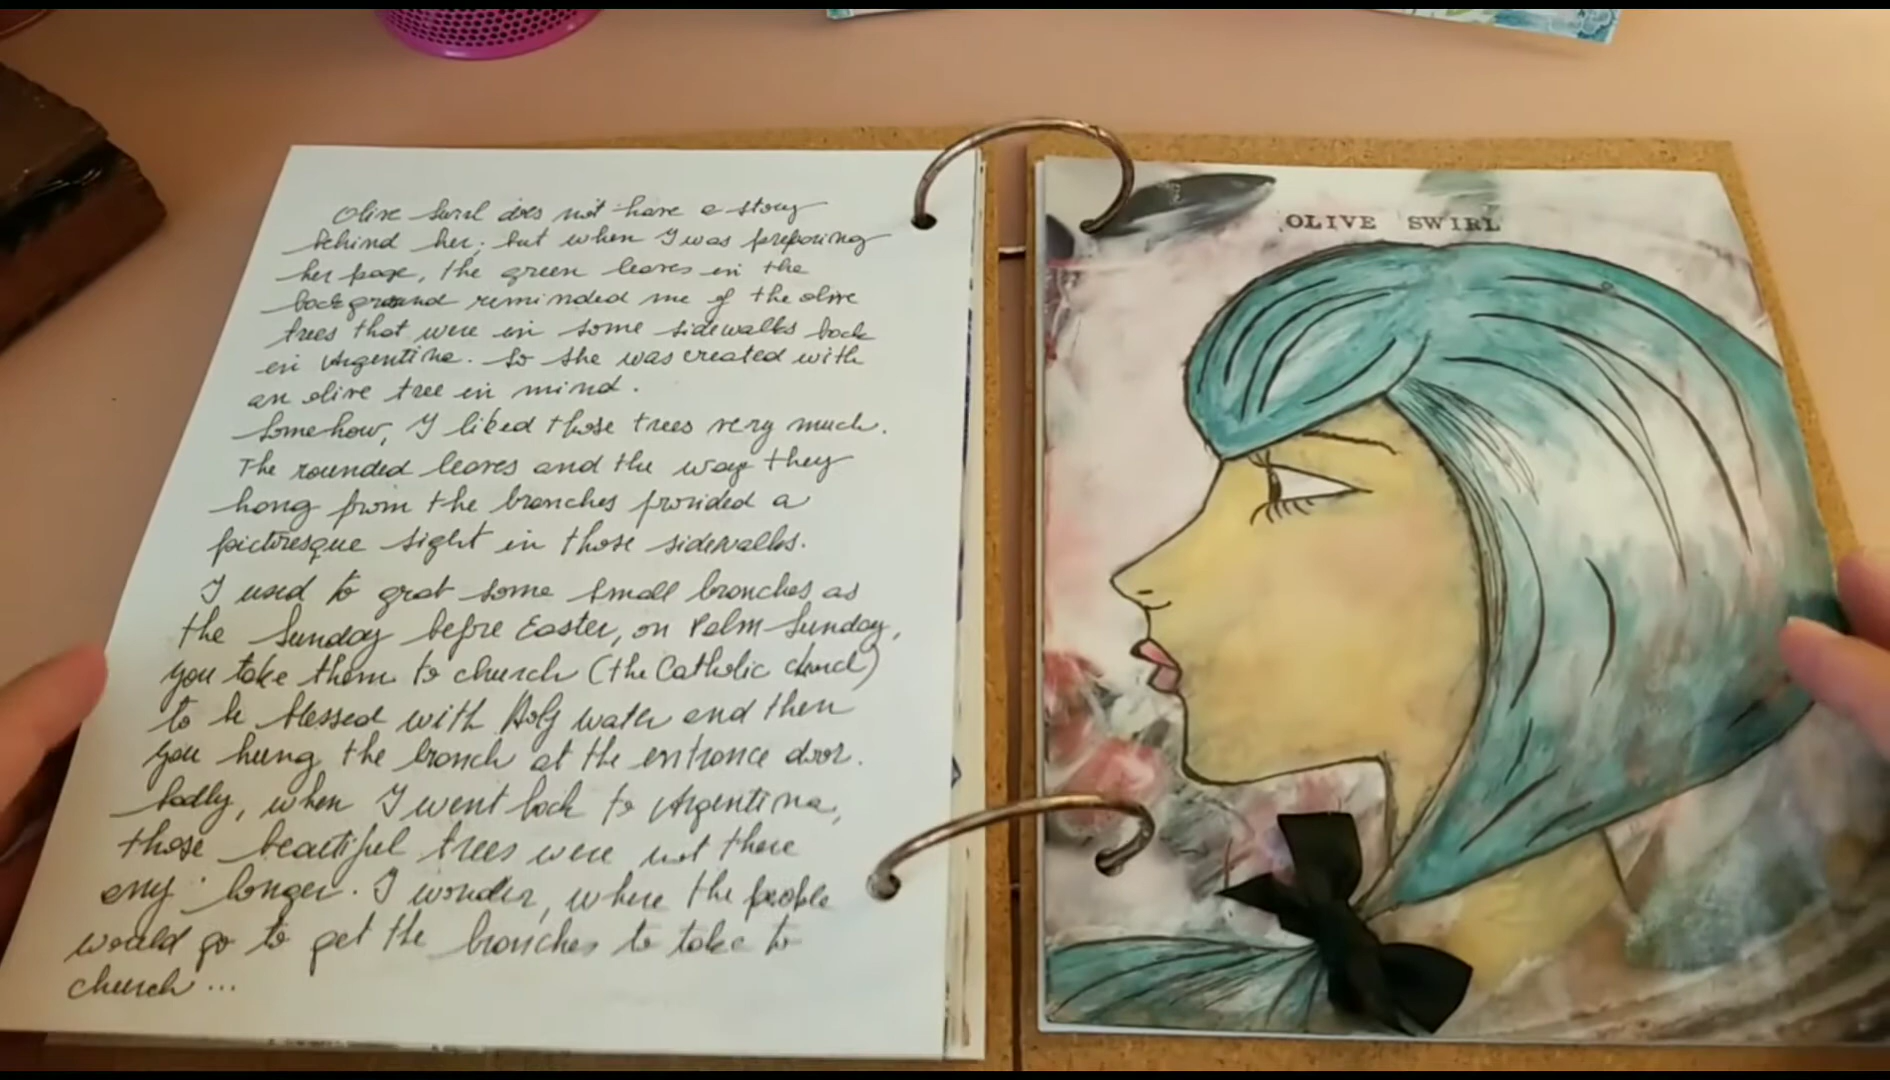 Olive Swirl does not have a story
behind her; but when I was preparing
her page, the green leaves in the
background reminded me of the olive
trees that were in some sidewalks back
in Argentina. So she was created with
an olive tree in mind.
Somehow, I liked those trees very much.
The rounded leaves and the way they
hong from the branches provided a
picturesque sight in those sidewalks.
I used to grab some small branches as
the Sunday before Easter, on Palm Sunday,
you take them to church (the Catholic church)
to be blessed with Holy water and then
you hung the branch at the entrance door.
Sadly, when I went back to Argentina,
those beautiful trees were not there
any longer. I wonder, where the people
would go to get the branches to take to
church...
OLIVE SWIRL